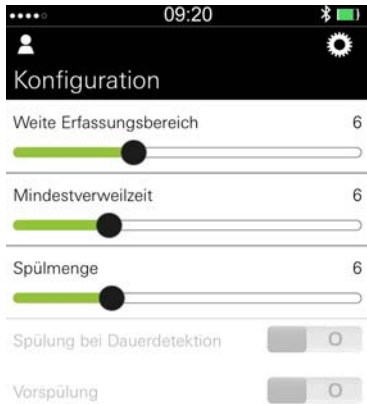 09:20
Konfiguration
Weite Erfassungsbereich 6
Mindestverweilzeit 6
Spülmenge 6
Spülung bei Dauerdetektion O
Vorspülung O